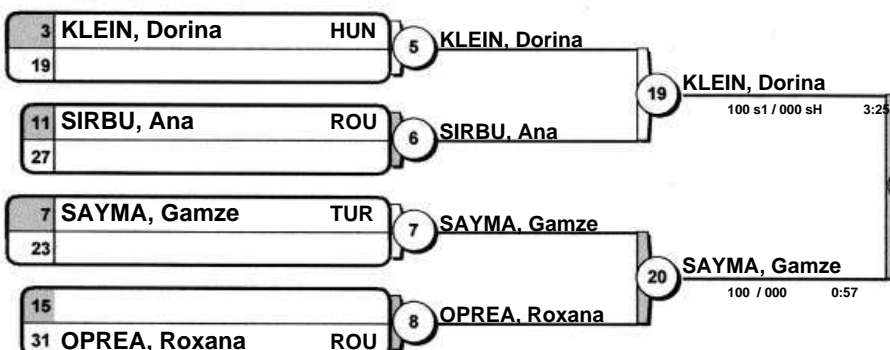 3 KLEIN, Dorina HUN
19
5 KLEIN, Dorina
11 SIRBU, Ana ROU
27
6 SIRBU, Ana
19 KLEIN, Dorina
100 s1 / 000 sH 3:25
7 SAYMA, Gamze TUR
23
7 SAYMA, Gamze
15
31 OPREA, Roxana ROU
8 OPREA, Roxana
20 SAYMA, Gamze
100 / 000 0:57